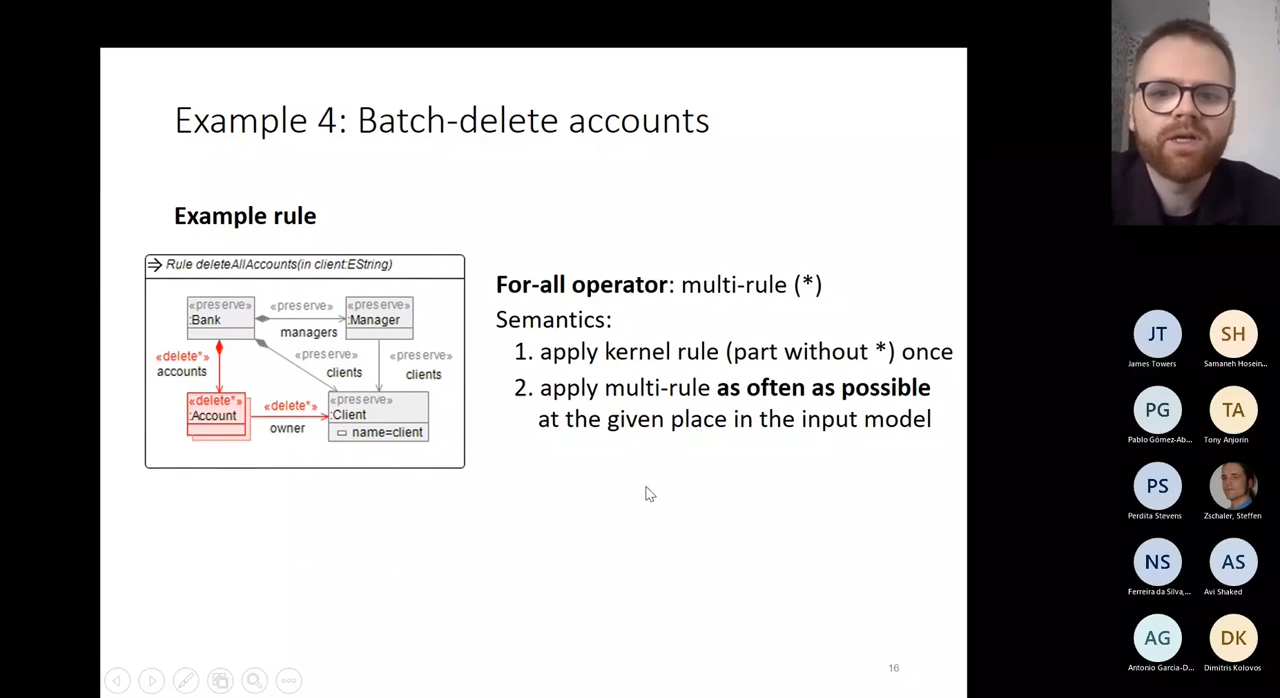 Example 4: Batch-delete accounts
Example rule
Rule deleteAllAccounts(in client:EString)
«preserve»
:Bank
«preserve»
managers
«preserve»
:Manager
«delete*»
accounts
«preserve»
clients
«preserve»
clients
«delete*»
:Account
«delete*»
owner
«preserve»
:Client
name=client
For-all operator: multi-rule (*)
Semantics:
1. apply kernel rule (part without *) once
2. apply multi-rule as often as possible
at the given place in the input model
16
JT
James Towers
SH
Samaneh Hosein...
PG
Pablo Gómez-Ab...
TA
Tony Anjorin
PS
Perdita Stevens
Zschaler, Steffen
NS
Ferreira da Silva,...
AS
Avi Shaked
AG
Antonio Garcia-D...
DK
Dimitris Kolovos